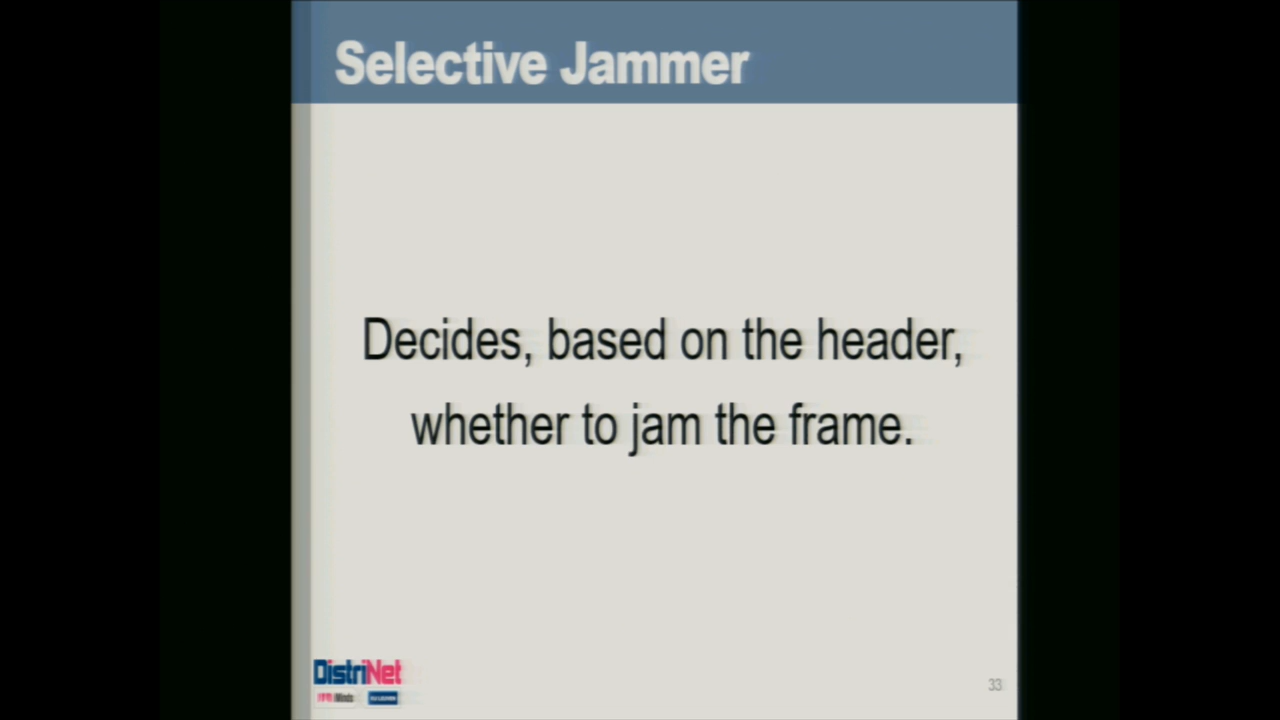 Selective Jammer
Decides, based on the header,
whether to jam the frame.
DistriNet
33